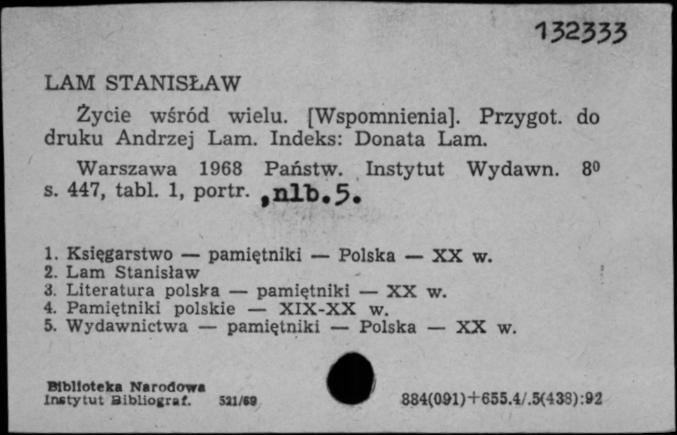 132333
LAM STANISŁAW
Życie wśród wielu. [Wspomnienia]. Przygot. do
druku Andrzej Lam. Indeks: Donata Lam.
Warszawa 1968 Państw. Instytut Wydawn. 8⁰
s. 447, tabl. 1, portr. ,nlb.5.
1. Księgarstwo — pamiętniki — Polska — XX w.
2. Lam Stanisław
3. Literatura polska — pamiętniki — XX w.
4. Pamiętniki polskie — XIX-XX w.
5. Wydawnictwa — pamiętniki — Polska — XX w.
Biblioteka Narodowa
Instytut Bibliograf. 521/69 884(091)+655.4/.5(438):92